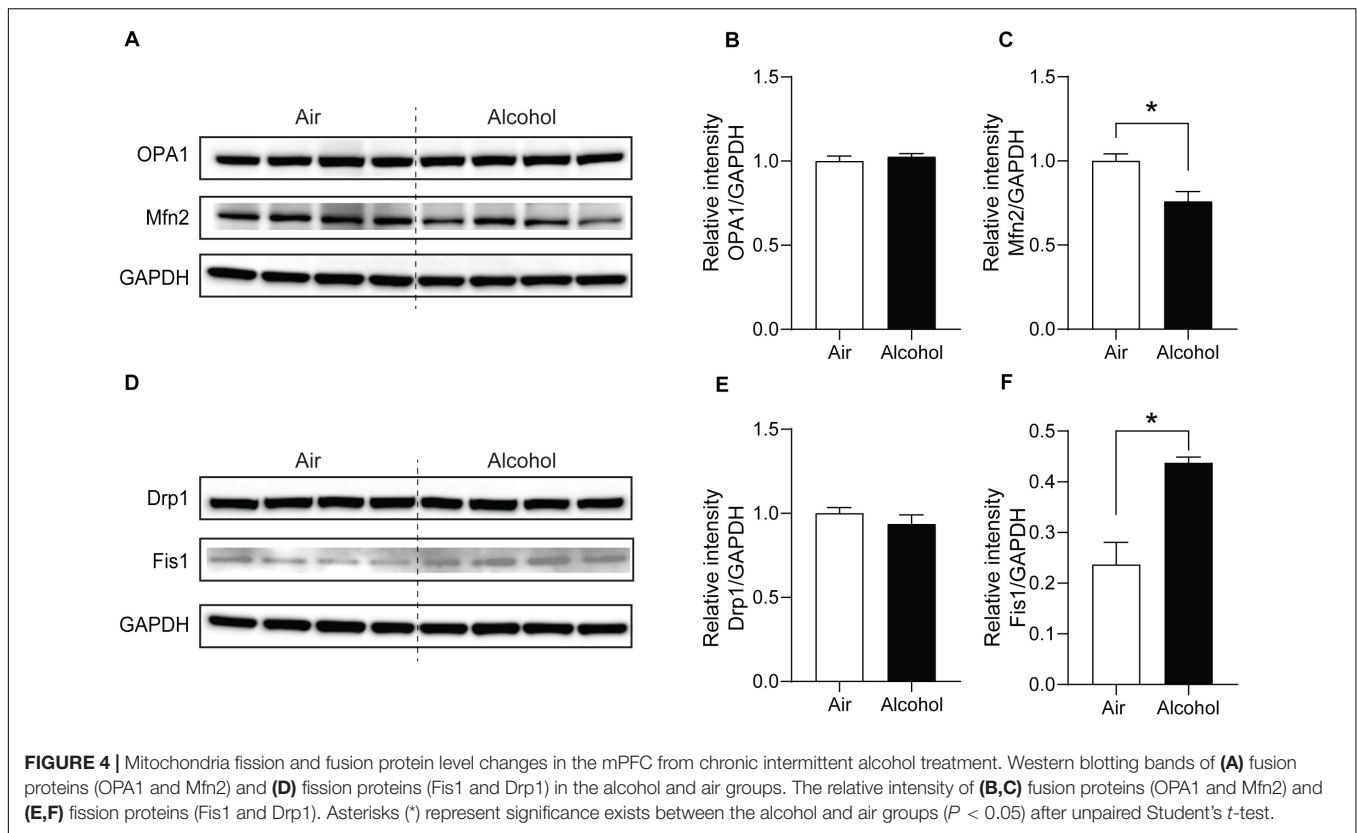 A
Air Alcohol
OPA1
Mfn2
GAPDH
B
Relative intensity
OPA1/GAPDH
1.5
1.0
0.5
0.0
Air Alcohol
C
Relative intensity
Mfn2/GAPDH
1.5
1.0
0.5
0.0
*
Air Alcohol
D
Air Alcohol
Drp1
Fis1
GAPDH
E
Relative intensity
Drp1/GAPDH
1.5
1.0
0.5
0.0
Air Alcohol
F
Relative intensity
Fis1/GAPDH
0.5
0.4
0.3
0.2
0.1
0.0
*
Air Alcohol
FIGURE 4 | Mitochondria fission and fusion protein level changes in the mPFC from chronic intermittent alcohol treatment. Western blotting bands of (A) fusion
proteins (OPA1 and Mfn2) and (D) fission proteins (Fis1 and Drp1) in the alcohol and air groups. The relative intensity of (B,C) fusion proteins (OPA1 and Mfn2) and
(E,F) fission proteins (Fis1 and Drp1). Asterisks (*) represent significance exists between the alcohol and air groups (P < 0.05) after unpaired Student's t-test.